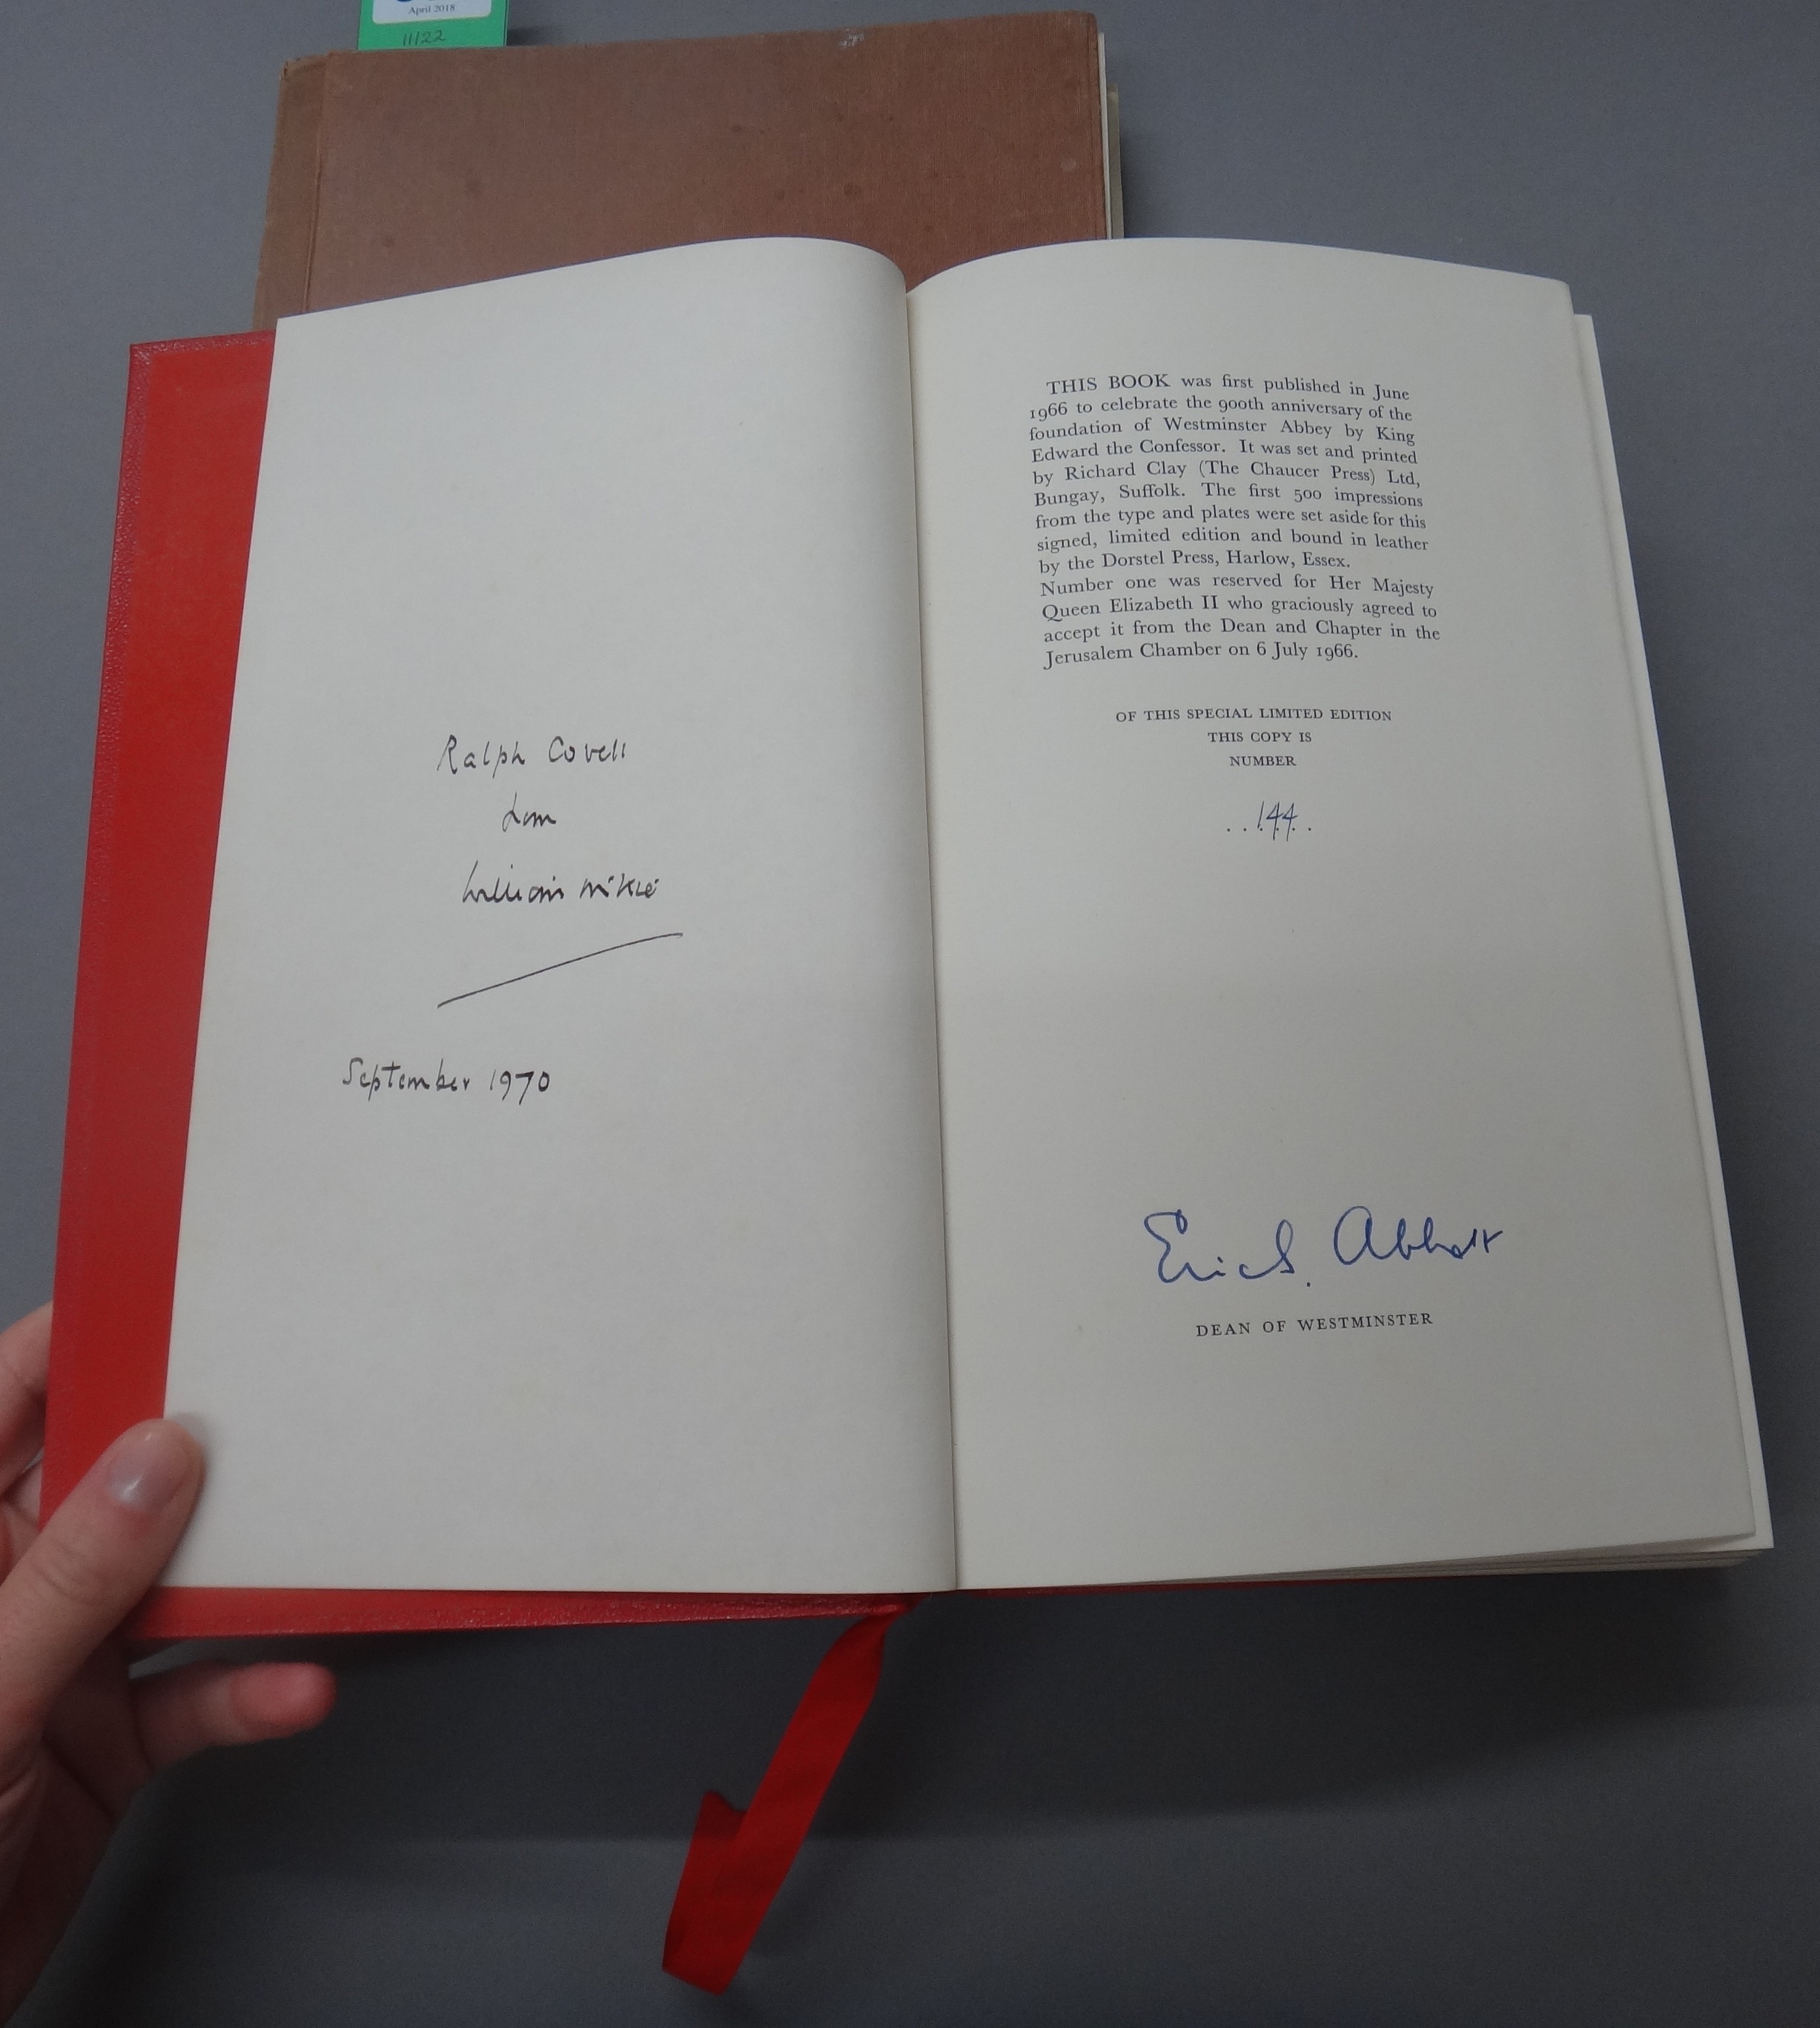 April 2018
11/22
Ralph Covell
from
William
September 1970
THIS BOOK was first published in June
1966 to celebrate the 900th anniversary of the
foundation of Westminster Abbey by King
Edward the Confessor. It was set and printed
by Richard Clay (The Chaucer Press) Ltd,
Bungay, Suffolk. The first 500 impressions
from the type and plates were set aside for this
signed, limited edition and bound in leather
by the Dorstel Press, Harlow, Essex.
Number one was reserved for Her Majesty
Queen Elizabeth II who graciously agreed to
accept it from the Dean and Chapter in the
Jerusalem Chamber on 6 July 1966.
OF THIS SPECIAL LIMITED EDITION
THIS COPY IS
NUMBER
..144..
Eric S. Abbott
DEAN OF WESTMINSTER